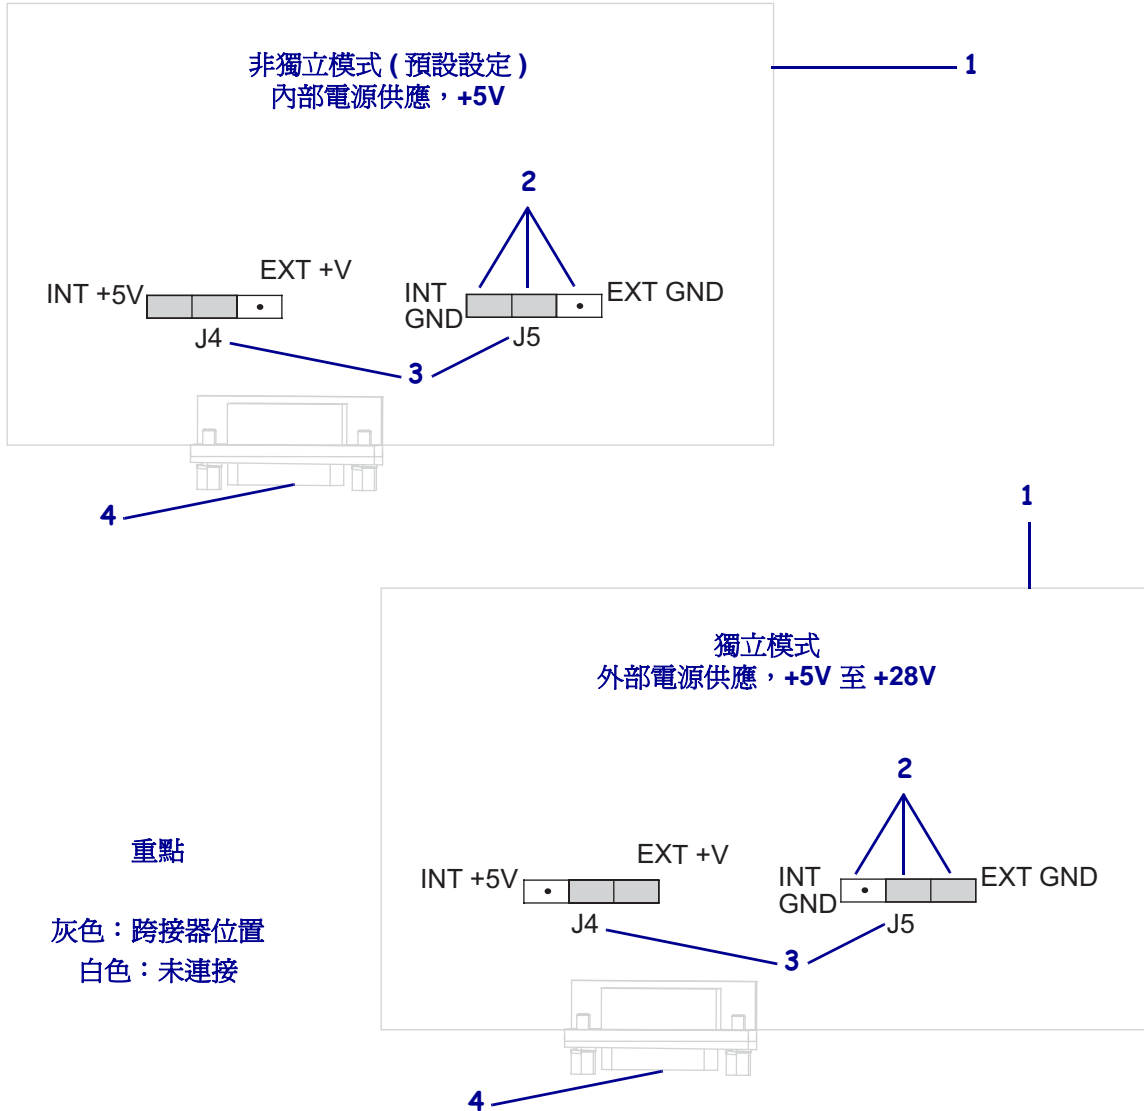 非獨立模式 ( 預設設定 )
內部電源供應，+5V
1
2
INT +5V
EXT +V
J4
INT
GND
EXT GND
J5
3
4
1
獨立模式
外部電源供應，+5V 至 +28V
2
INT +5V
EXT +V
J4
INT
GND
EXT GND
J5
3
4
重點
灰色：跨接器位置
白色：未連接